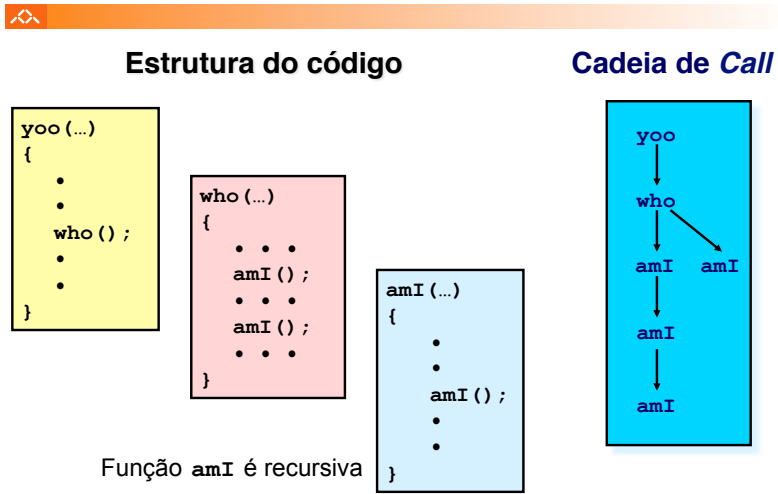 Estrutura do código
Cadeia de Call
yoo(…)
{
•
•
who();
•
•
}
who(…)
{
• • •
amI();
• • •
amI();
• • •
}
amI(…)
{
•
•
amI();
•
•
}
Função amI é recursiva
yoo
who
amI amI
amI
amI